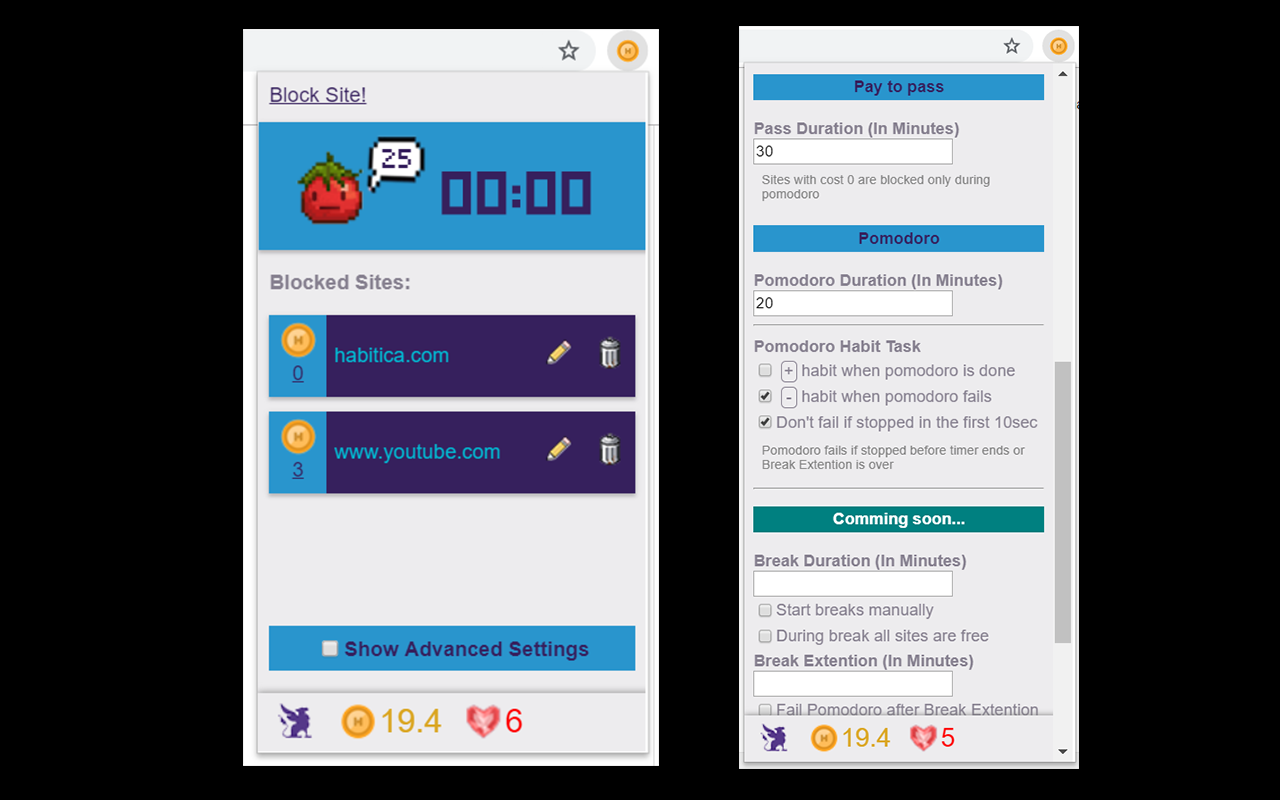 Block Site!
25
00:00
Blocked Sites:
H
0
habitica.com
H
3
www.youtube.com
Show Advanced Settings
H
19.4
6
Pay to pass
Pass Duration (In Minutes)
30
Sites with cost 0 are blocked only during
pomodoro
Pomodoro
Pomodoro Duration (In Minutes)
20
Pomodoro Habit Task
+ habit when pomodoro is done
- habit when pomodoro fails
Don't fail if stopped in the first 10sec
Pomodoro fails if stopped before timer ends or
Break Extention is over
Comming soon...
Break Duration (In Minutes)
Start breaks manually
During break all sites are free
Break Extention (In Minutes)
Fail Pomodoro after Break Extention
H
19.4
5